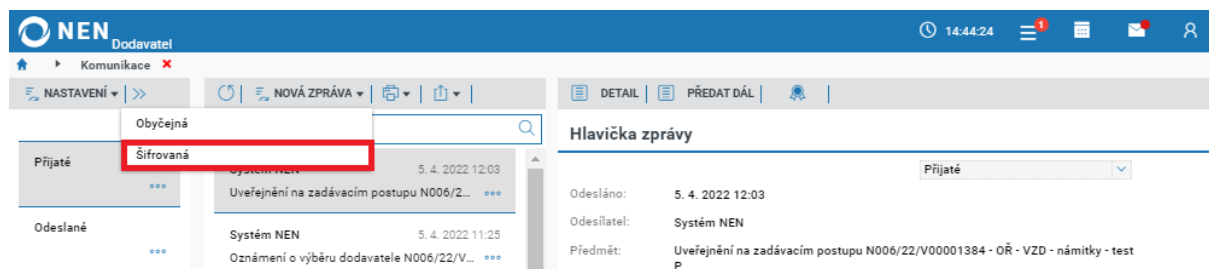 NEN Dodavatel
14:44:24
1
Komunikace
NASTAVENÍ
NOVÁ ZPRÁVA
DETAIL
PŘEDAT DÁL
Obyčejná
Šifrovaná
Přijaté
Odeslané
Systém NEN 5. 4. 2022 12:03
Uveřejnění na zadávacím postupu N006/2...
Systém NEN 5. 4. 2022 11:25
Oznámení o výběru dodavatele N006/22/V...
Hlavička zprávy
Přijaté
Odesláno: 5. 4. 2022 12:03
Odesílatel: Systém NEN
Předmět: Uveřejnění na zadávacím postupu N006/22/V00001384 - OŘ - VZD - námitky - test
P